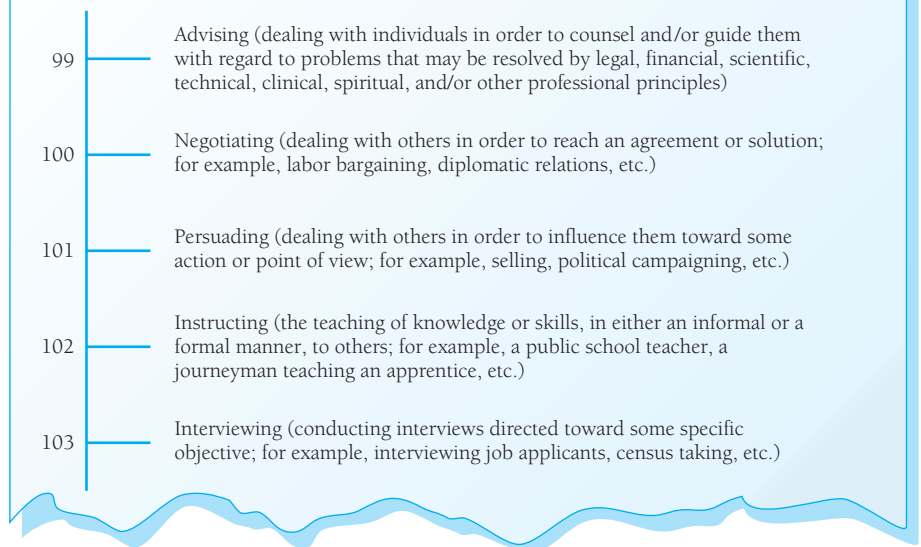 99
Advising (dealing with individuals in order to counsel and/or guide them
with regard to problems that may be resolved by legal, financial, scientific,
technical, clinical, spiritual, and/or other professional principles)
100
Negotiating (dealing with others in order to reach an agreement or solution;
for example, labor bargaining, diplomatic relations, etc.)
101
Persuading (dealing with others in order to influence them toward some
action or point of view; for example, selling, political campaigning, etc.)
102
Instructing (the teaching of knowledge or skills, in either an informal or a
formal manner, to others; for example, a public school teacher, a
journeyman teaching an apprentice, etc.)
103
Interviewing (conducting interviews directed toward some specific
objective; for example, interviewing job applicants, census taking, etc.)